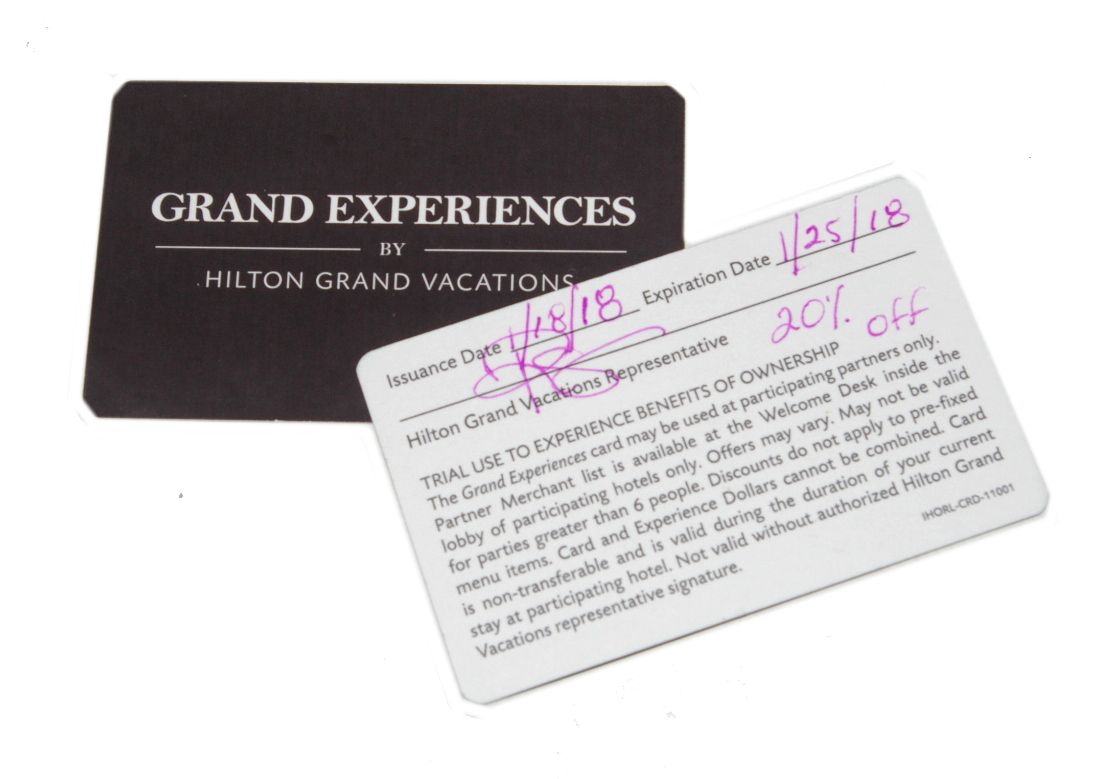 GRAND EXPERIENCES
BY
HILTON GRAND VACATIONS
Issuance Date 1/18/18 Expiration Date 1/25/18
20% off
Hilton Grand Vacations Representative
TRIAL USE TO EXPERIENCE BENEFITS OF OWNERSHIP
The Grand Experiences card may be used at participating partners only.
Partner Merchant list is available at the Welcome Desk inside the
lobby of participating hotels only. Offers may vary. May not be valid
for parties greater than 6 people. Discounts do not apply to pre-fixed
menu items. Card and Experience Dollars cannot be combined. Card
is non-transferable and is valid during the duration of your current
stay at participating hotel. Not valid without authorized Hilton Grand
Vacations representative signature.
IHORL-CRD-11001